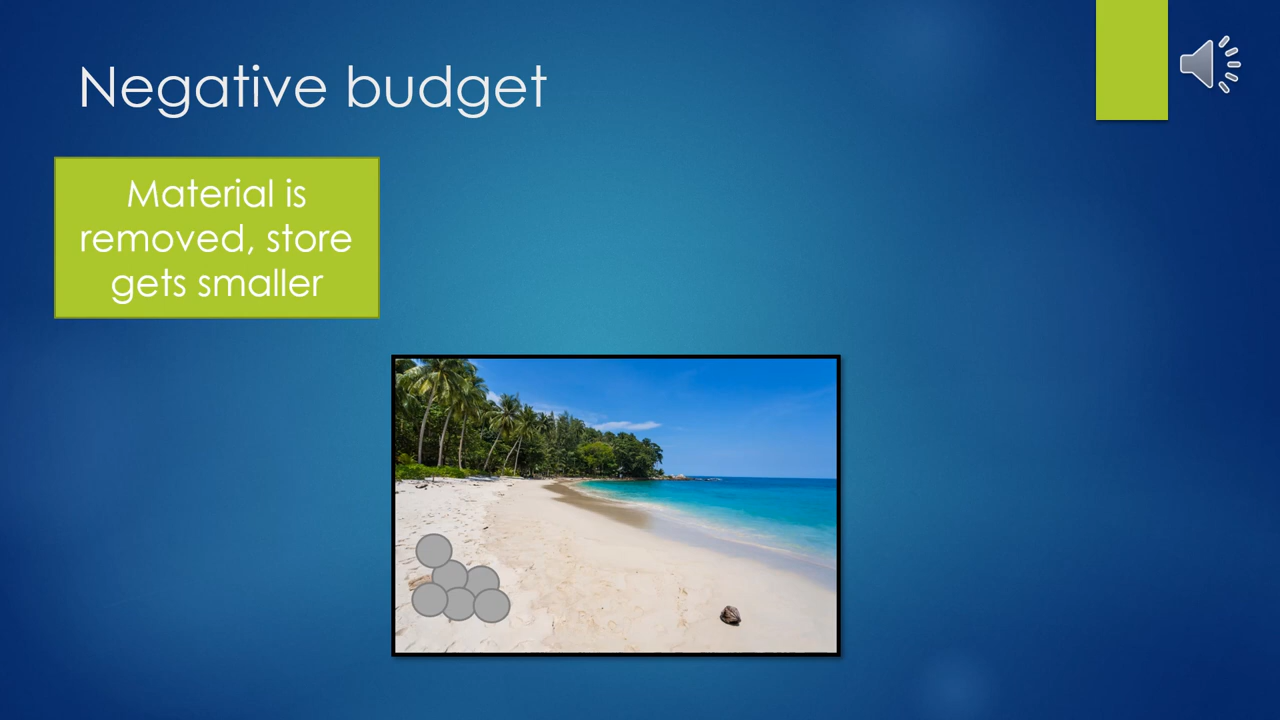 Negative budget
Material is
removed, store
gets smaller